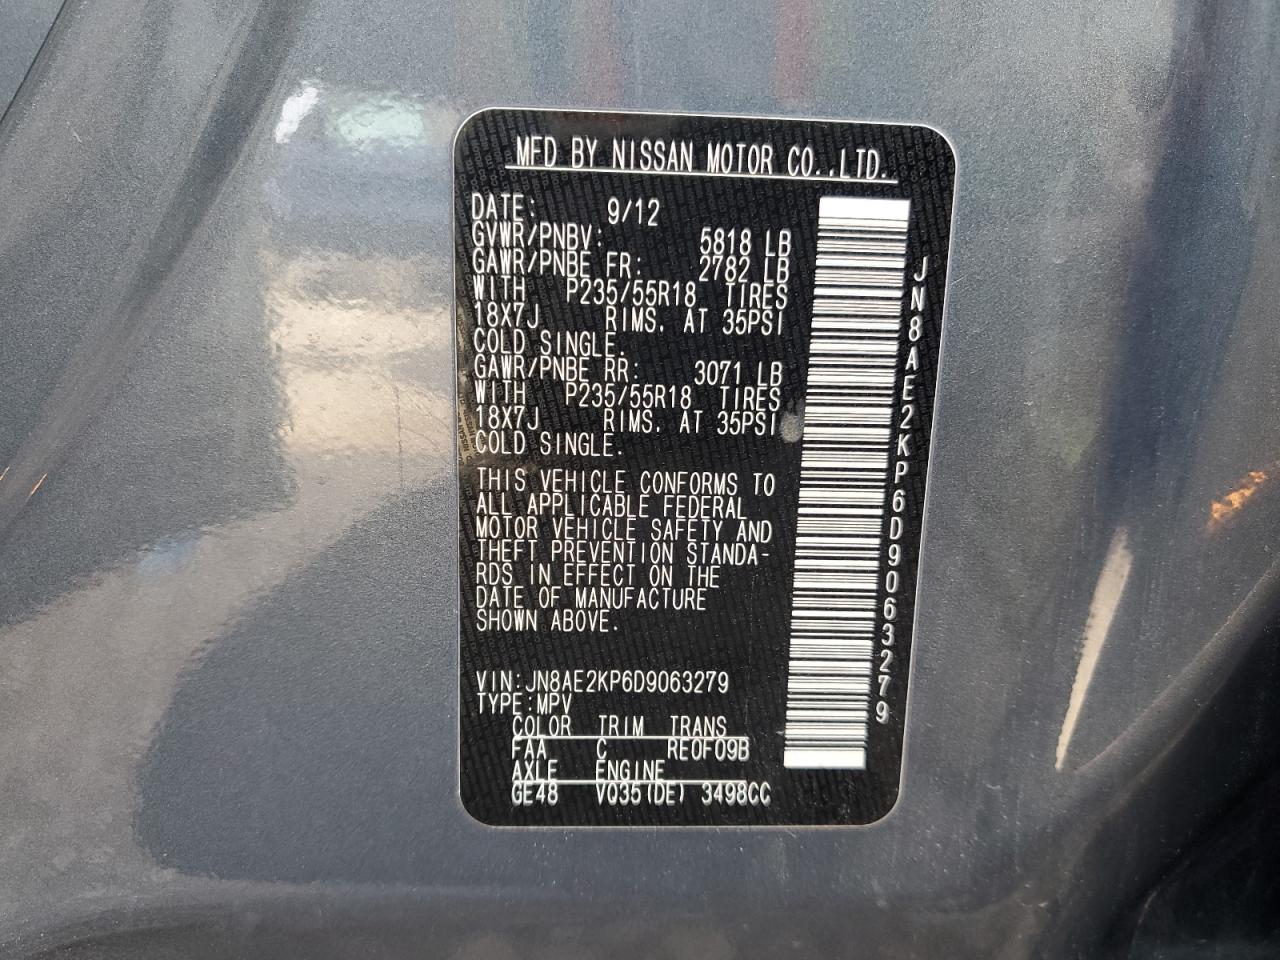 MFD BY NISSAN MOTOR CO.,LTD.
DATE: 9/12
GVWR/PNBV: 5818 LB
GAWR/PNBE FR: 2782 LB
WITH P235/55R18 TIRES
18X7J RIMS. AT 35PSI
COLD SINGLE.
GAWR/PNBE RR: 3071 LB
WITH P235/55R18 TIRES
18X7J RIMS. AT 35PSI
COLD SINGLE.
THIS VEHICLE CONFORMS TO
ALL APPLICABLE FEDERAL
MOTOR VEHICLE SAFETY AND
THEFT PREVENTION STANDA-
RDS IN EFFECT ON THE
DATE OF MANUFACTURE
SHOWN ABOVE.
VIN:JN8AE2KP6D9063279
TYPE:MPV
COLOR TRIM TRANS
FAA C RE0F09B
AXLE ENGINE
GE48 VQ35(DE) 3498CC
JN8AE2KP6D9063279